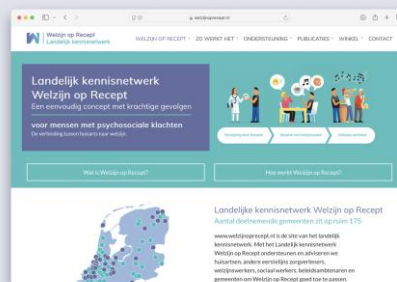 welzijnoprecept.nl
Welzijn op Recept
Landelijk kennisnetwerk
WELZIJN OP RECEPT
ZO WERKT HET
ONDERSTEUNING
PUBLICATIES
WINKEL
CONTACT
Landelijk kennisnetwerk
Welzijn op Recept
Een eenvoudig concept met krachtige gevolgen
voor mensen met psychosociale klachten
De verbinding tussen huisarts naar welzijn.
Wat is Welzijn op Recept?
Hoe werkt Welzijn op Recept?
Landelijke kennisnetwerk Welzijn op Recept
Aantal deelnemende gemeenten zit op ruim 175
www.welzijnoprecept.nl is de site van het landelijk
kennisnetwerk. Met het Landelijk kennisnetwerk
Welzijn op Recept ondersteunen en adviseren we
huisartsen, andere eerstelijns zorgverleners,
welzijnswerkers, sociaal werkers, beleidsambtenaren en
gemeenten om Welzijn op Recept goed toe te passen.